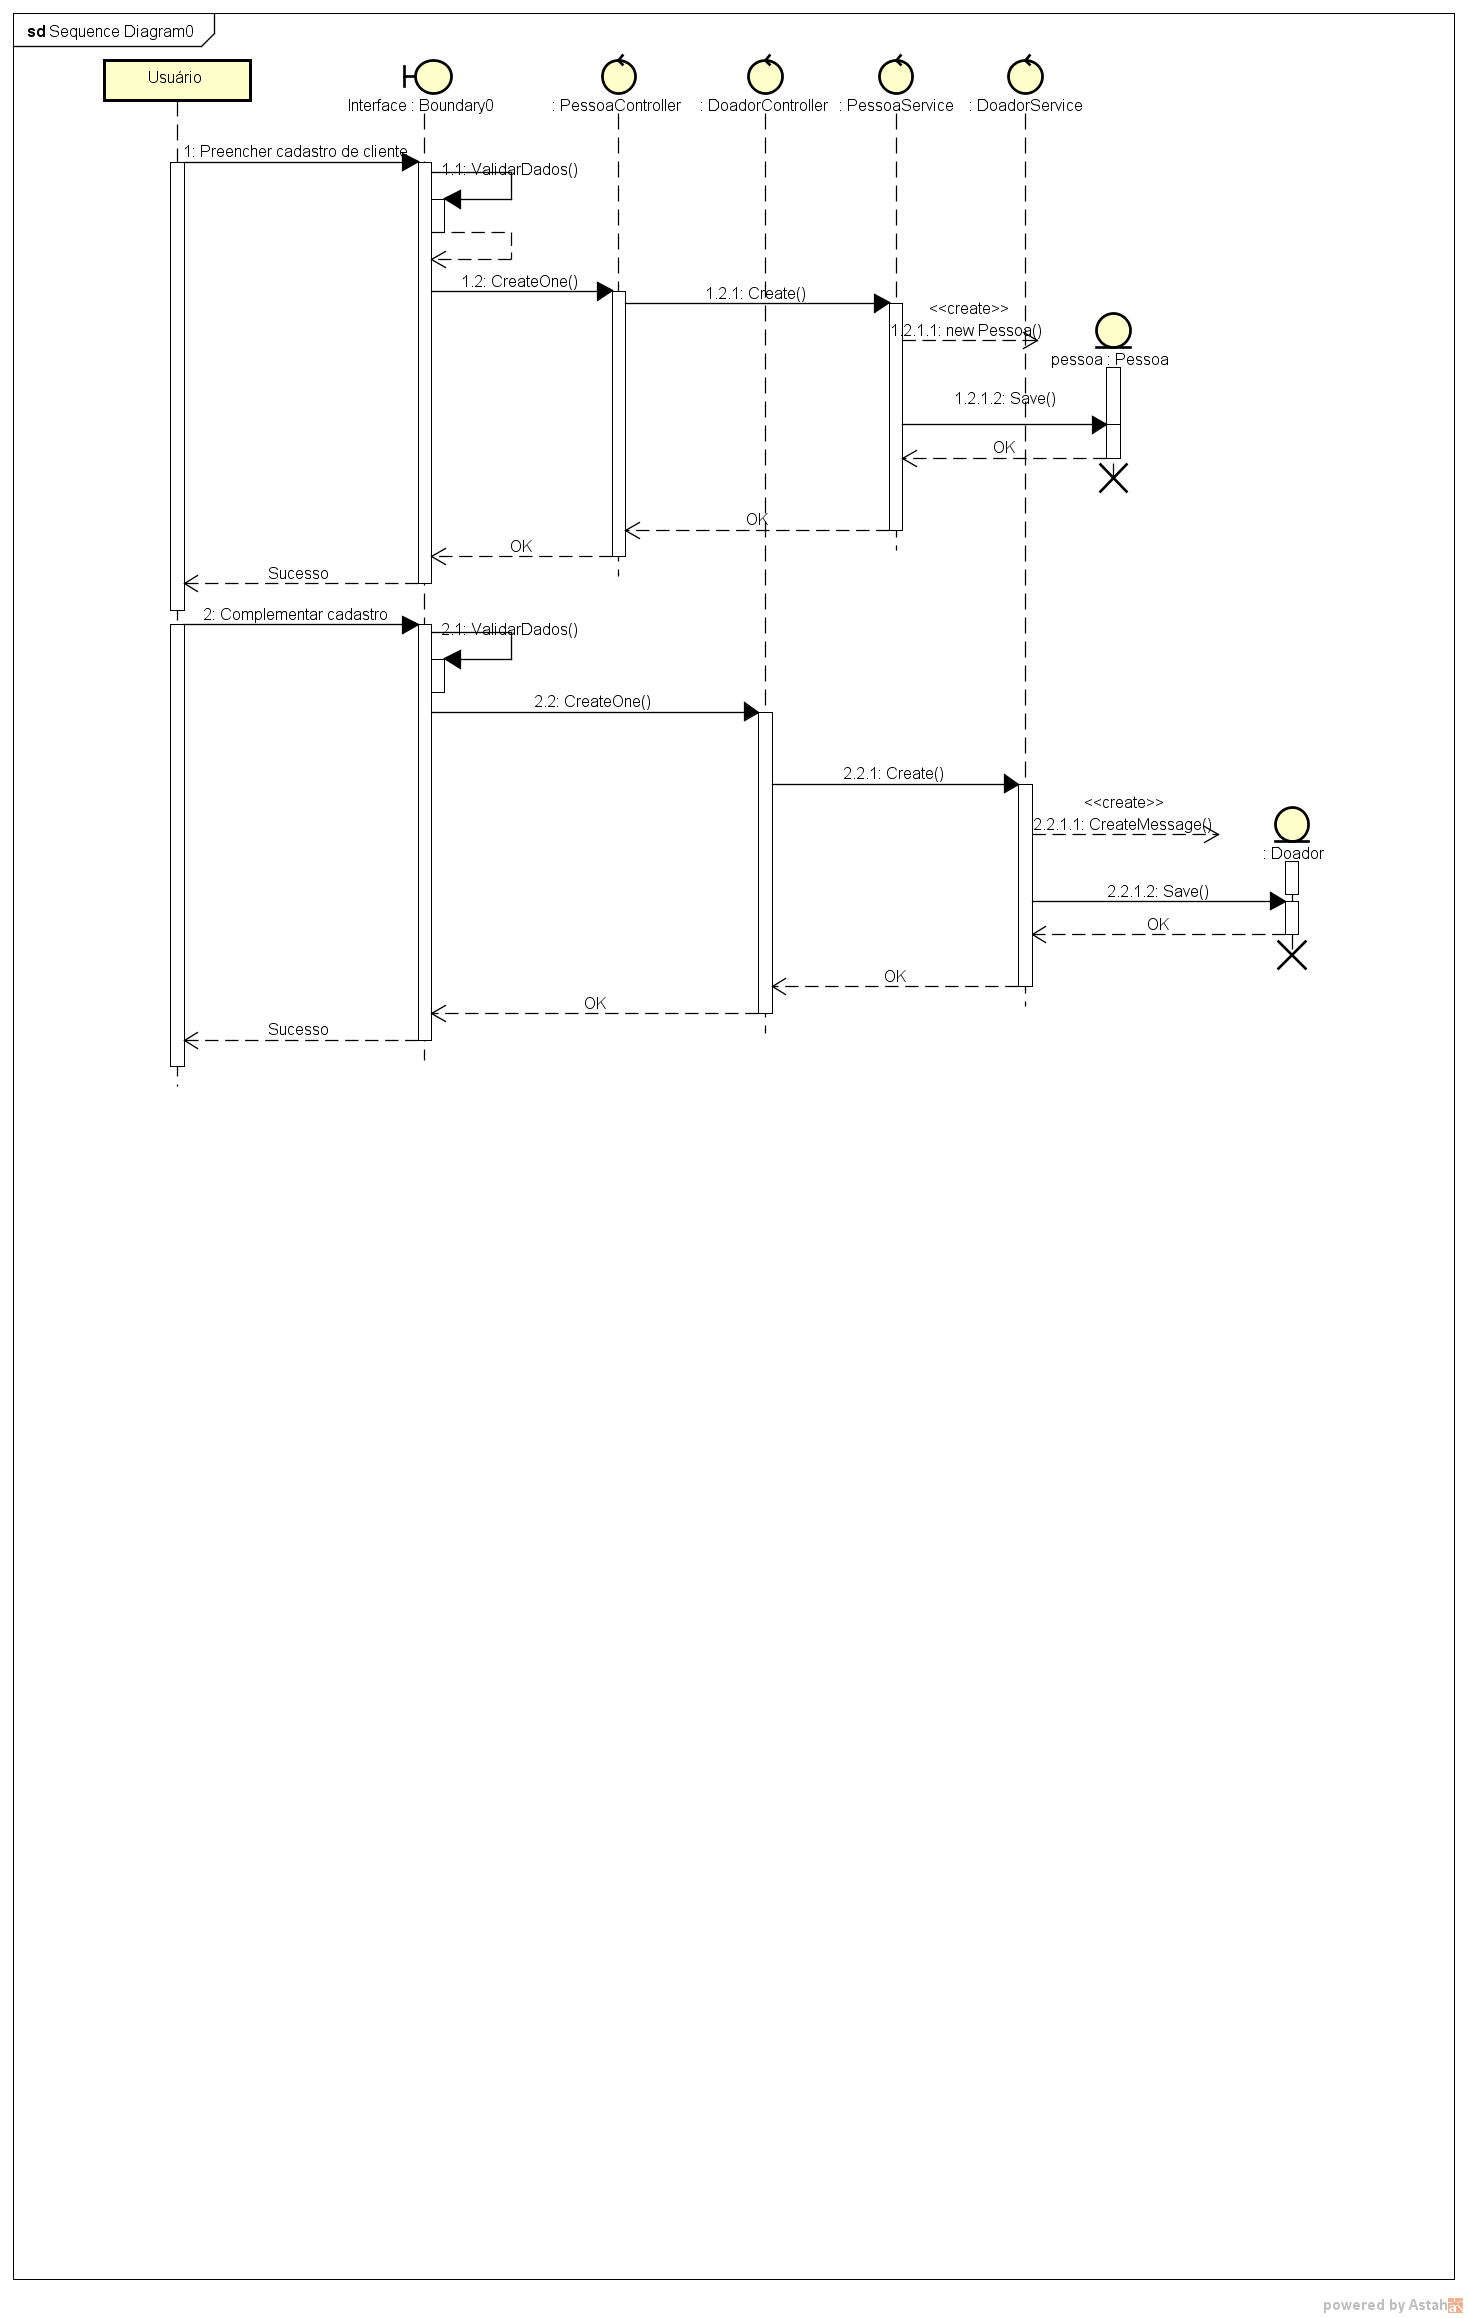 sd Sequence Diagram0
Usuário
Interface : Boundary0
: PessoaController
: DoadorController
: PessoaService
: DoadorService
1: Preencher cadastro de cliente
1.1: ValidarDados()
1.2: CreateOne()
1.2.1: Create()
<<create>>
1.2.1.1: new Pessoa()
pessoa : Pessoa
1.2.1.2: Save()
OK
OK
OK
Sucesso
2: Complementar cadastro
2.1: ValidarDados()
2.2: CreateOne()
2.2.1: Create()
<<create>>
2.2.1.1: CreateMessage()
: Doador
2.2.1.2: Save()
OK
OK
OK
Sucesso
powered by Astah